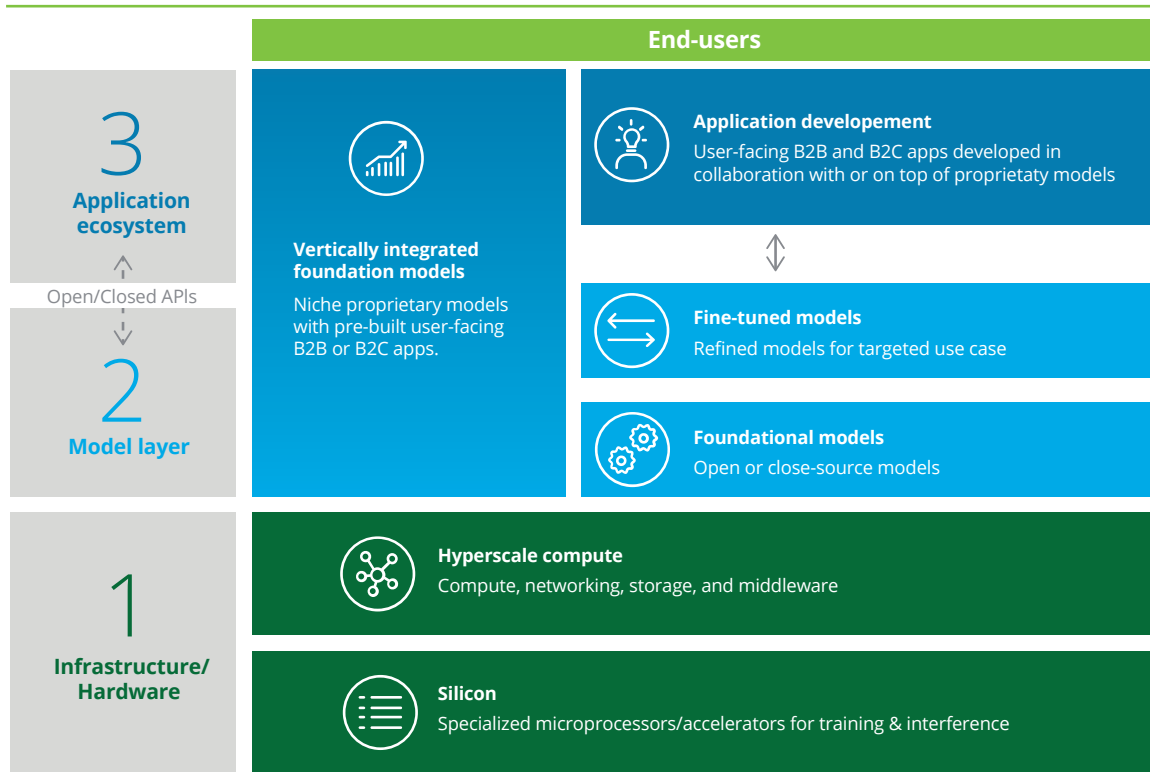 End-users
3
Application
ecosystem
Open/Closed APIs
2
Model layer
Vertically integrated
foundation models
Niche proprietary models
with pre-built user-facing
B2B or B2C apps.
Application developement
User-facing B2B and B2C apps developed in
collaboration with or on top of proprietaty models
Fine-tuned models
Refined models for targeted use case
Foundational models
Open or close-source models
1
Infrastructure/
Hardware
Hyperscale compute
Compute, networking, storage, and middleware
Silicon
Specialized microprocessors/accelerators for training & interference